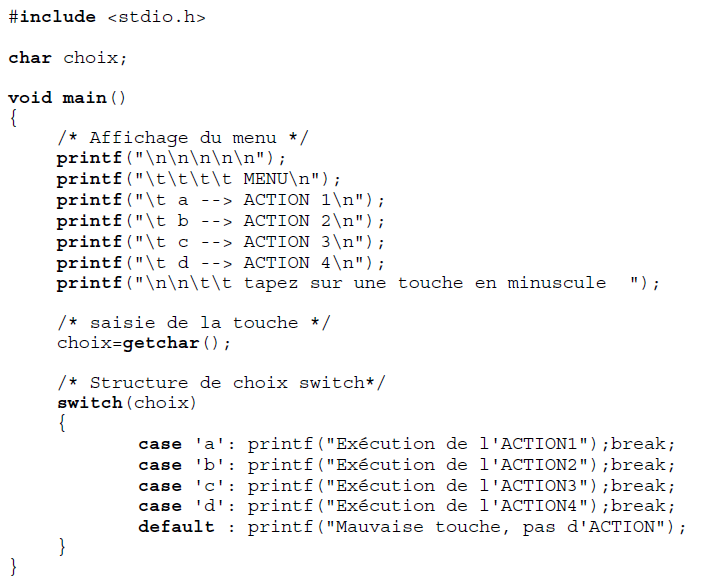 #include <stdio.h>
char choix;
void main()
{
/* Affichage du menu */
printf("\n\n\n\n\n");
printf("\t\t\t\t MENU\n");
printf("\t a --> ACTION 1\n");
printf("\t b --> ACTION 2\n");
printf("\t c --> ACTION 3\n");
printf("\t d --> ACTION 4\n");
printf("\n\n\t\t tapez sur une touche en minuscule  ");
/* saisie de la touche */
choix=getchar();
/* Structure de choix switch*/
switch(choix)
{
case 'a': printf("Exécution de l'ACTION1");break;
case 'b': printf("Exécution de l'ACTION2");break;
case 'c': printf("Exécution de l'ACTION3");break;
case 'd': printf("Exécution de l'ACTION4");break;
default : printf("Mauvaise touche, pas d'ACTION");
}
}